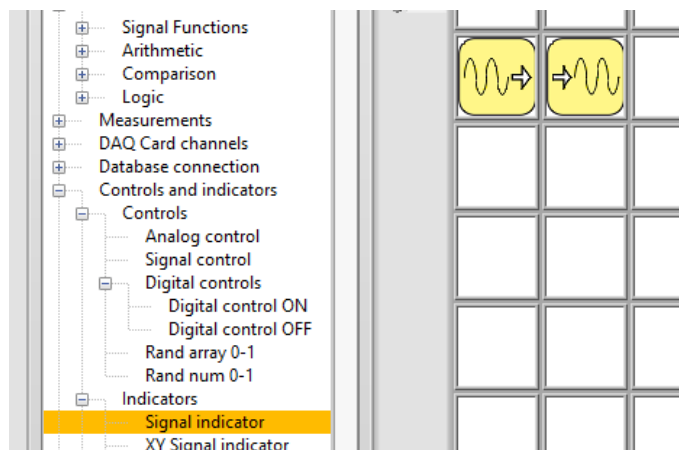 Signal Functions
Arithmetic
Comparison
Logic
Measurements
DAQ Card channels
Database connection
Controls and indicators
Controls
Analog control
Signal control
Digital controls
Digital control ON
Digital control OFF
Rand array 0-1
Rand num 0-1
Indicators
Signal indicator
XY Signal indicator